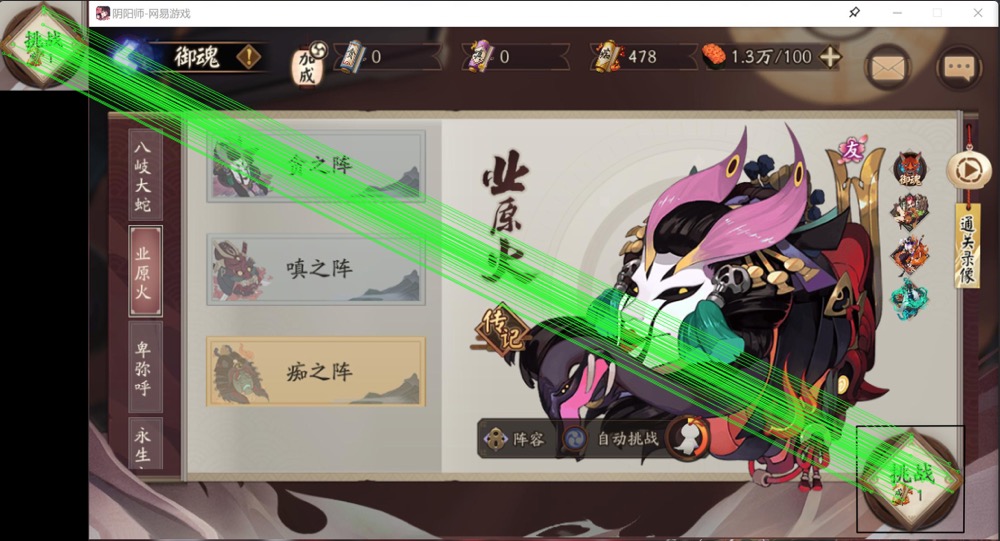 挑战
1
阴阳师-网易游戏
御魂
加成
0
0
478
1.3万/100
八岐大蛇
业原火
卑弥呼
永生
贪之阵
嗔之阵
痴之阵
业原火
传记
友
御魂
通关录像
阵容
自动挑战
挑战
1